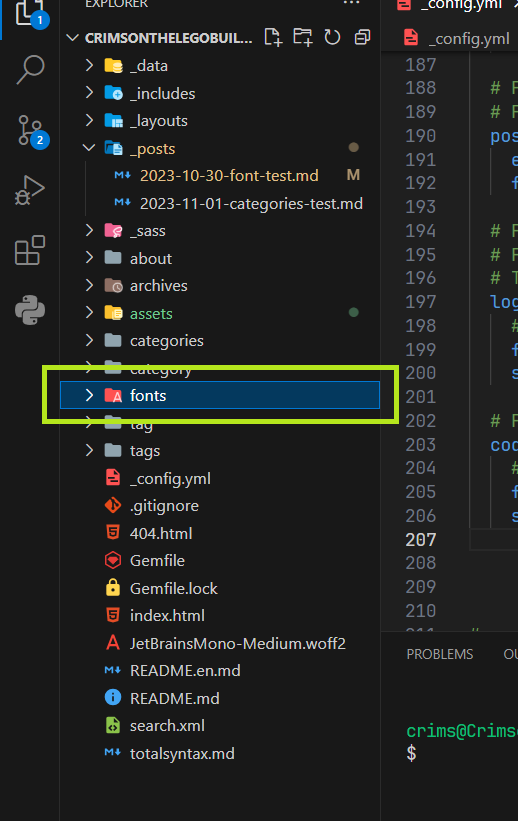 EXPLORER
1
CRIMSONTHELEGOBUIL...
_data
_includes
_layouts
2
_posts
2023-10-30-font-test.md M
2023-11-01-categories-test.md
_sass
about
archives
assets
categories
category
fonts
tag
tags
_config.yml
.gitignore
404.html
Gemfile
Gemfile.lock
index.html
JetBrainsMono-Medium.woff2
README.en.md
README.md
search.xml
totalsyntax.md
_config.yml
_config.yml
187
188 # F
189 # F
190 pos
191 e
192 f
193
194 # F
195 # F
196 # T
197 log
198 #
199 f
200 s
201
202 # F
203 cod
204 #
205 f
206 s
207
208
209
210
211 #
PROBLEMS OU
crims@Crims
$